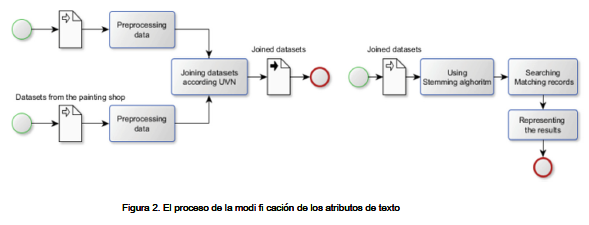 Preprocessing
data
Joining datasets
according UVN
Joined datasets
Datasets from the painting shop
Preprocessing
data
Joined datasets
Using
Stemming alghoritm
Searching
Matching records
Representing
the results
Figura 2. El proceso de la modi fi cación de los atributos de texto